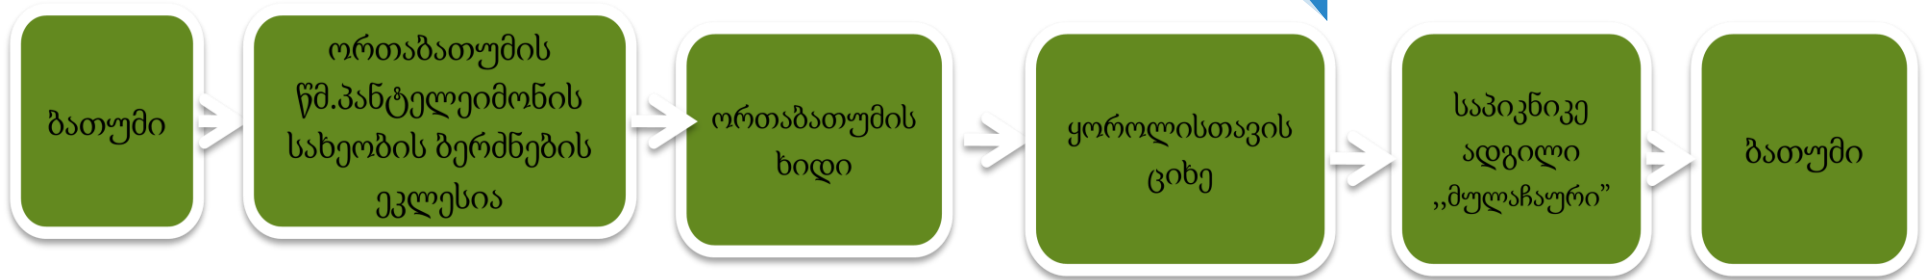 ბათუმი
ორთაბათუმის
წმ.პანტელეიმონის
სახეობის ბერძნების
ეკლესია
ორთაბათუმის
ხიდი
ყოროლისთავის
ციხე
საპიკნიკე
ადგილი
,,მულაჩაური”
ბათუმი